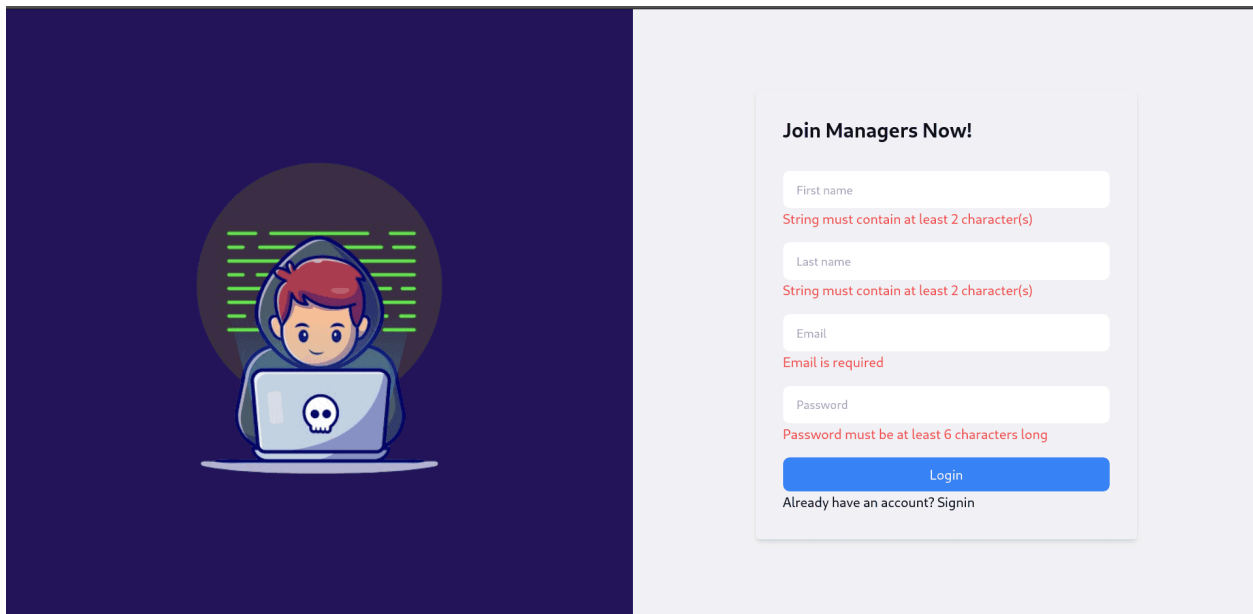 Join Managers Now!
First name
String must contain at least 2 character(s)
Last name
String must contain at least 2 character(s)
Email
Email is required
Password
Password must be at least 6 characters long
Login
Already have an account? Signin